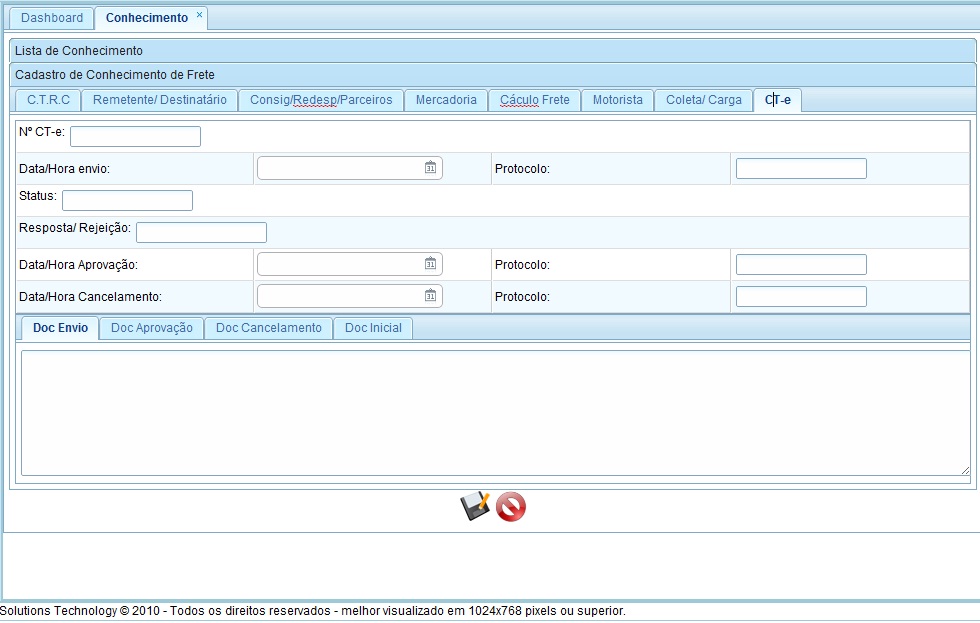 Dashboard Conhecimento ×
Lista de Conhecimento
Cadastro de Conhecimento de Frete
C.T.R.C Remetente/ Destinatário Consig/Redesp/Parceiros Mercadoria Cáculo Frete Motorista Coleta/ Carga CT-e
Nº CT-e:
Data/Hora envio: 31 Protocolo:
Status:
Resposta/ Rejeição:
Data/Hora Aprovação: 31 Protocolo:
Data/Hora Cancelamento: 31 Protocolo:
Doc Envio Doc Aprovação Doc Cancelamento Doc Inicial
Solutions Technology © 2010 - Todos os direitos reservados - melhor visualizado em 1024x768 pixels ou superior.